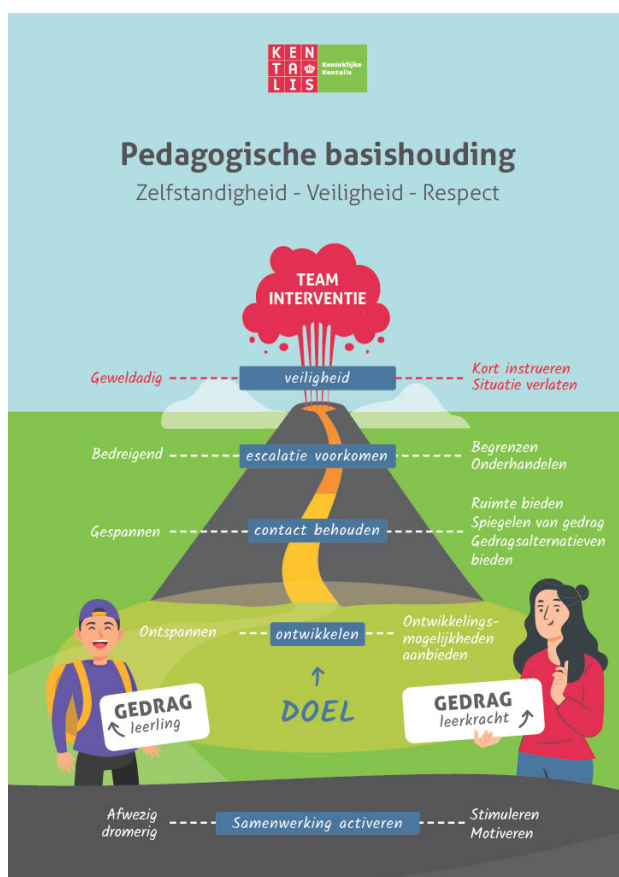 KEN
TA
LIS
Koninklijke
Kentalis
Pedagogische basishouding
Zelfstandigheid - Veiligheid - Respect
TEAM
INTERVENTIE
Geweldadig
veiligheid
Kort instrueren
Situatie verlaten
Bedreigend
escalatie voorkomen
Begrenzen
Onderhandelen
Gespannen
contact behouden
Ruimte bieden
Spiegelen van gedrag
Gedragsalternatieven
bieden
Ontspannen
ontwikkelen
Ontwikkelings-
mogelijkheden
aanbieden
DOEL
GEDRAG
leerling
GEDRAG
leerkracht
Afwezig
dromerig
Samenwerking activeren
Stimuleren
Motiveren